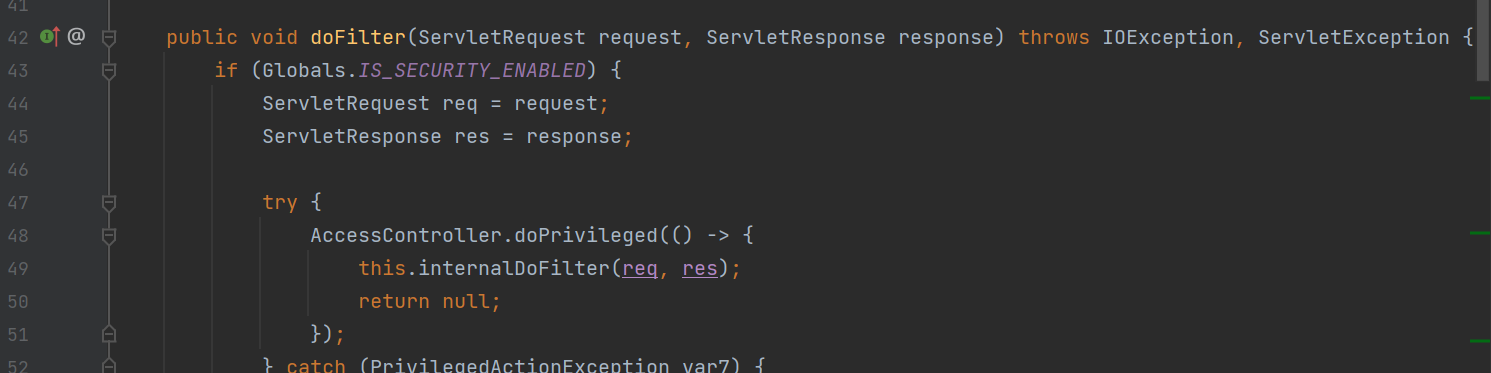 41
42 @ public void doFilter(ServletRequest request, ServletResponse response) throws IOException, ServletException {
43 if (Globals.IS_SECURITY_ENABLED) {
44 ServletRequest req = request;
45 ServletResponse res = response;
46
47 try {
48 AccessController.doPrivileged(() -> {
49 this.internalDoFilter(req, res);
50 return null;
51 });
52 } catch (PrivilegedActionException var7) {